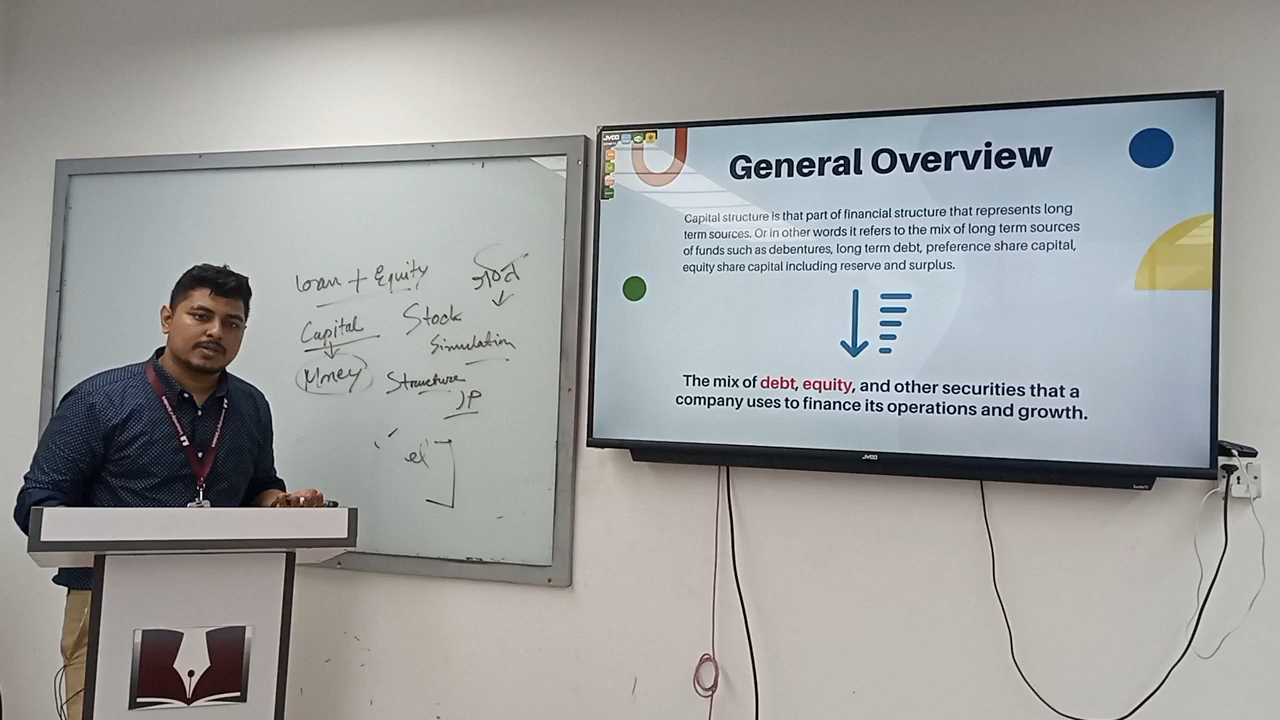 Loan + Equity
Capital
Stock
Simulation
Money
Structure
JP
JVCO
General Overview
Capital structure is that part of financial structure that represents long
term sources. Or in other words it refers to the mix of long term sources
of funds such as debentures, long term debt, preference share capital,
equity share capital including reserve and surplus.
The mix of debt, equity, and other securities that a
company uses to finance its operations and growth.
JVCO